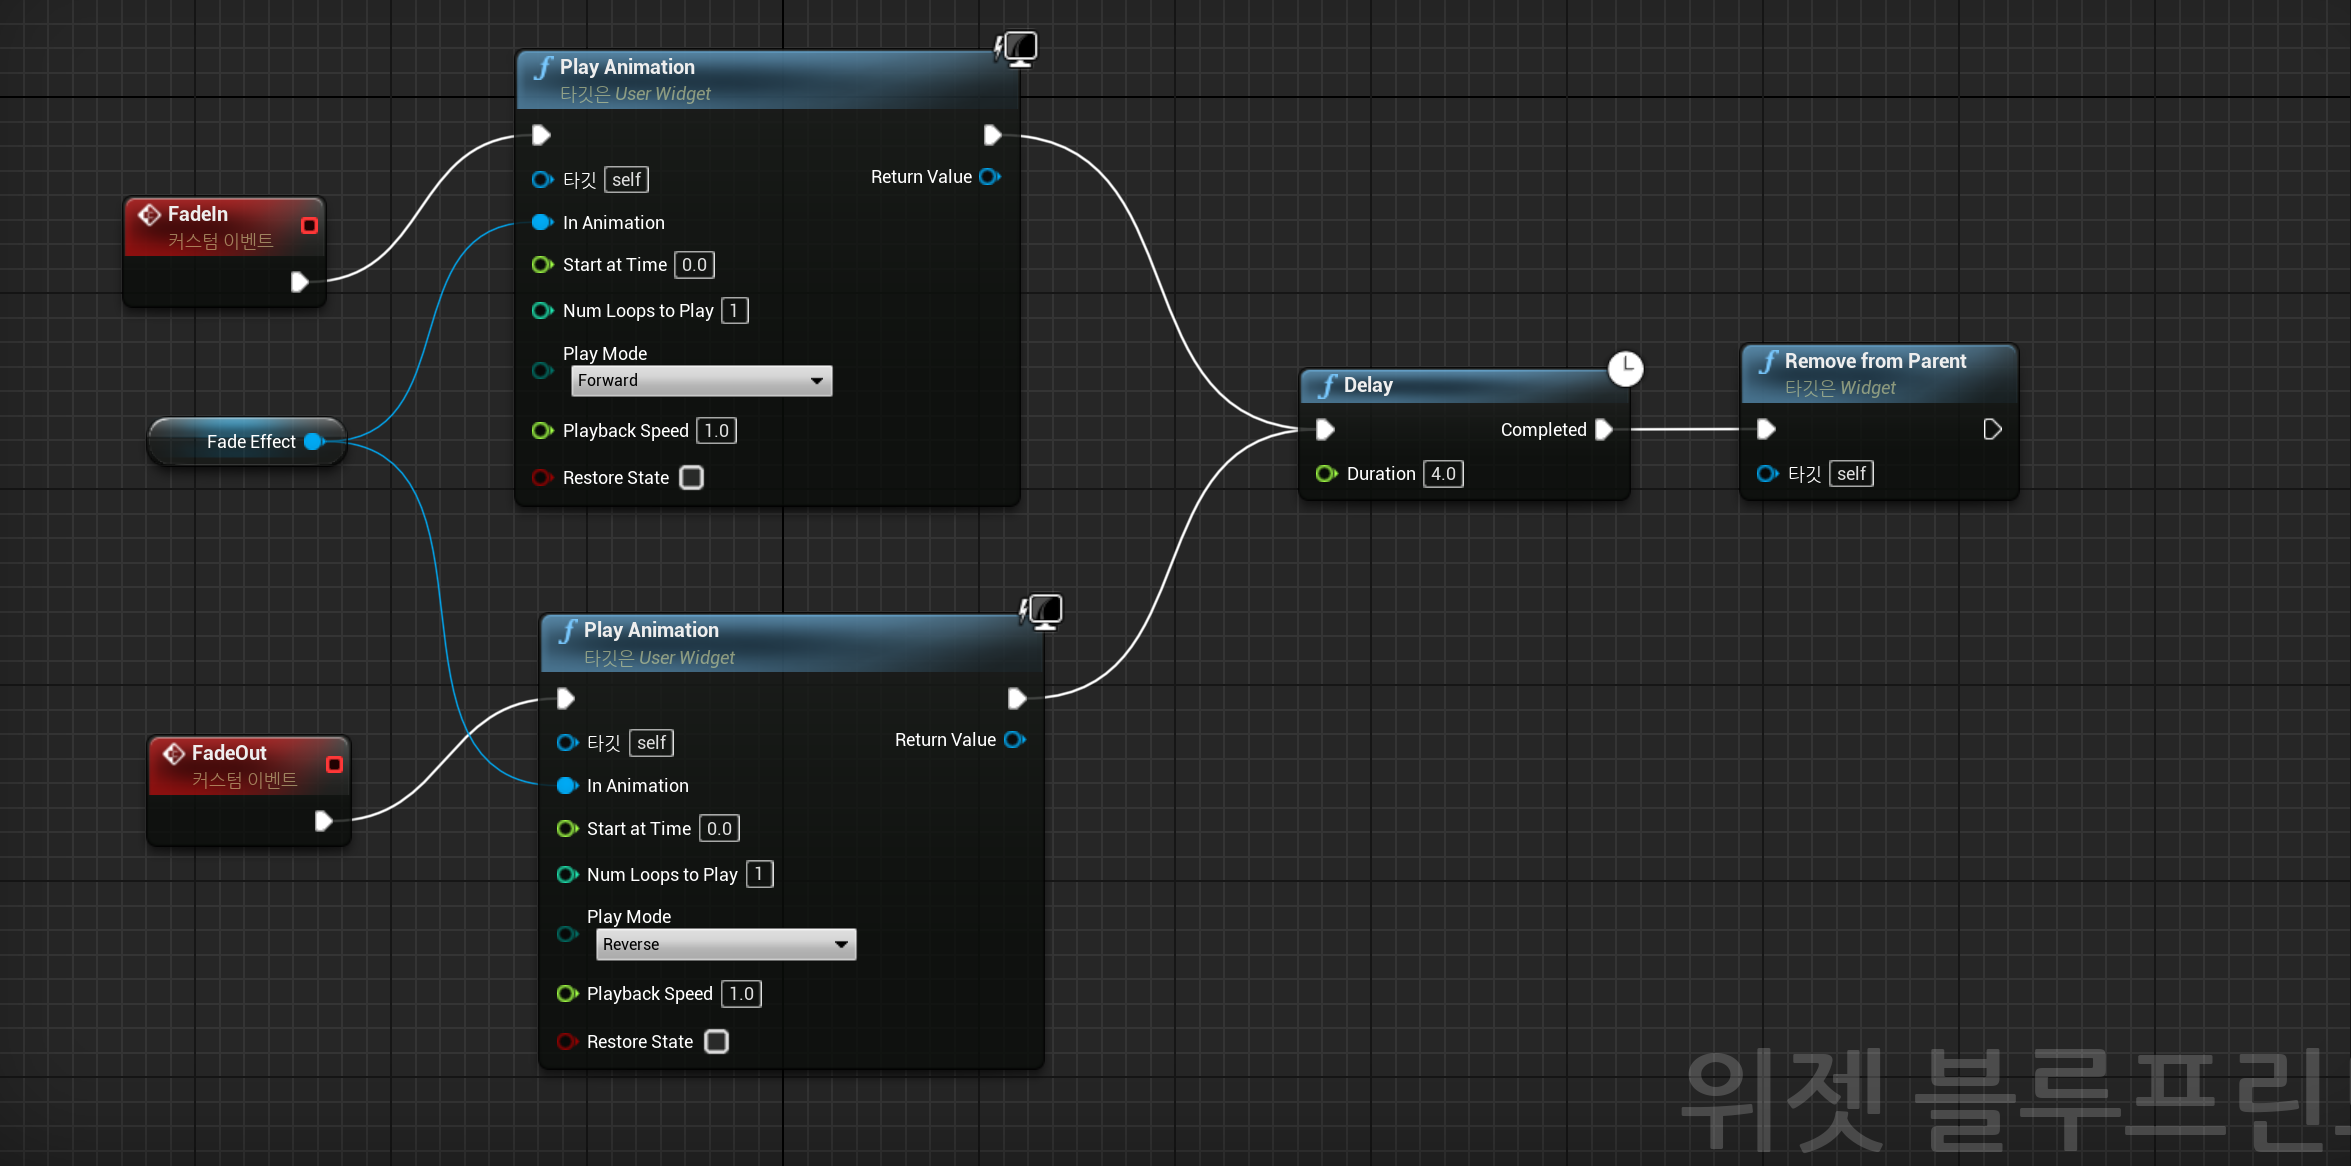 FadeIn
커스텀 이벤트
Fade Effect
FadeOut
커스텀 이벤트
Play Animation
타깃은 User Widget
타깃 self
Return Value
In Animation
Start at Time 0.0
Num Loops to Play 1
Play Mode
Forward
Playback Speed 1.0
Restore State
Play Animation
타깃은 User Widget
타깃 self
Return Value
In Animation
Start at Time 0.0
Num Loops to Play 1
Play Mode
Reverse
Playback Speed 1.0
Restore State
Delay
Completed
Duration 4.0
Remove from Parent
타깃은 Widget
타깃 self
위젯 블루프린